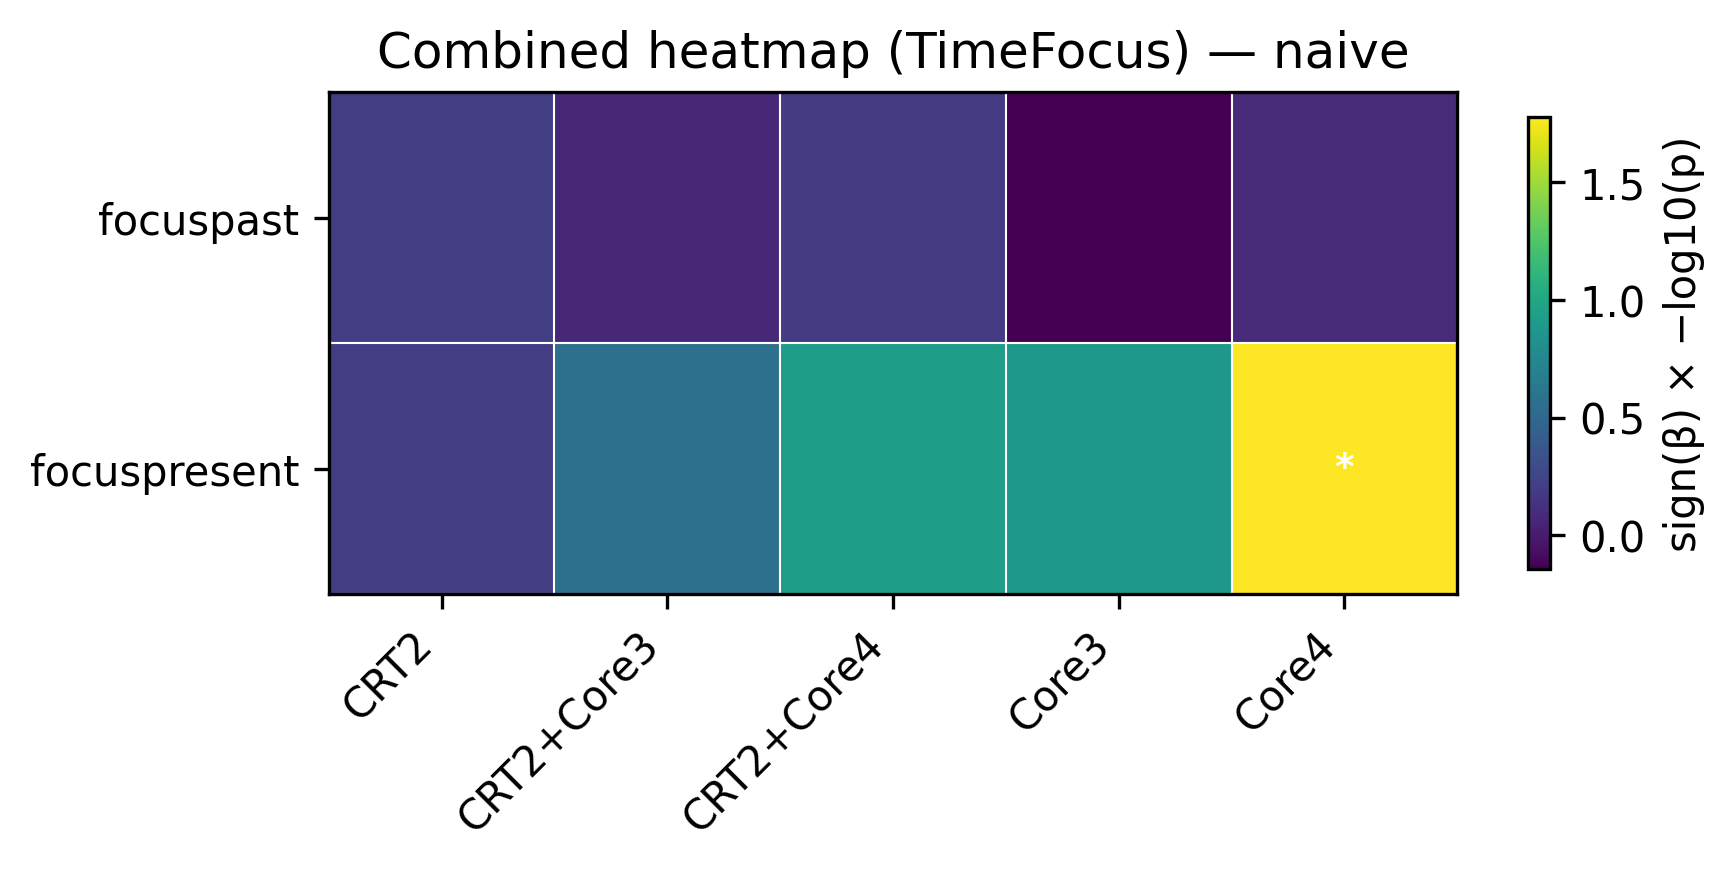 Combined heatmap (TimeFocus) — naive
focuspast
focuspresent
*
CRT2
CRT2+Core3
CRT2+Core4
Core3
Core4
1.5
1.0
0.5
0.0
sign(β) × −log10(p)